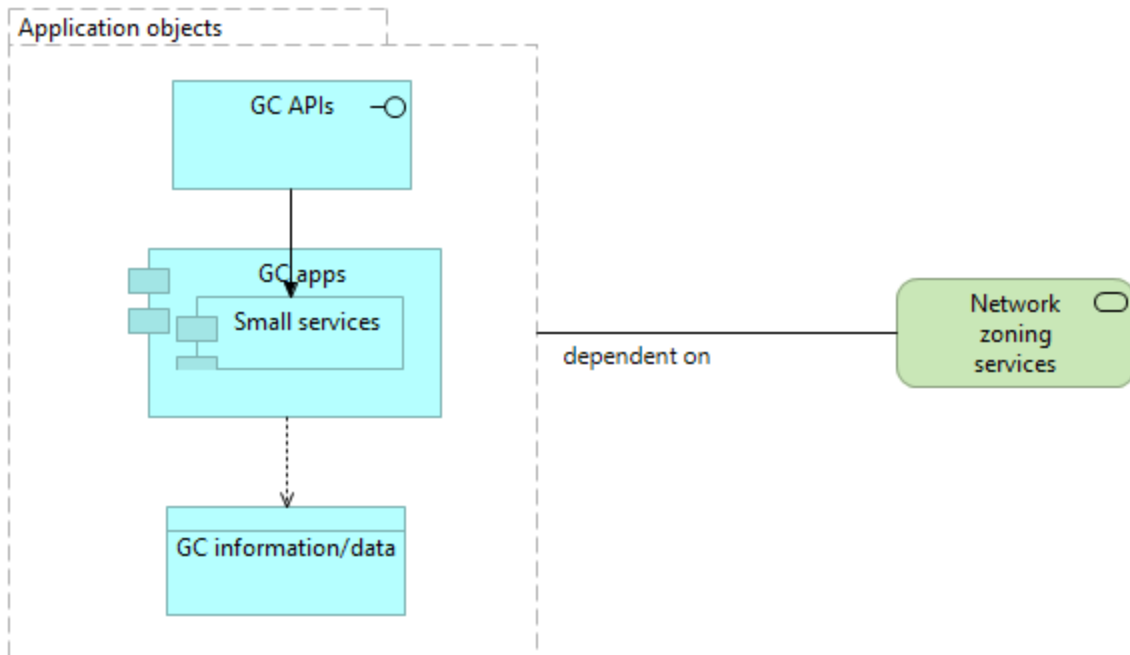 Application objects
GC APIs
GC apps
Small services
GC information/data
dependent on
Network
zoning
services